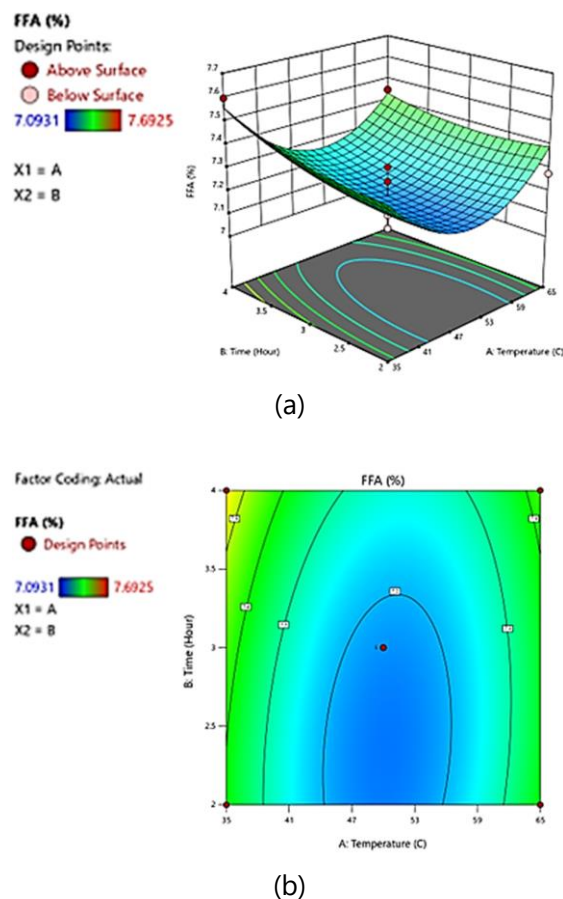 FFA (%)
Design Points:
Above Surface
Below Surface
7.0931 7.6925
X1 = A
X2 = B
FFA (%)
7.7
7.6
7.5
7.4
7.3
7.2
7.1
7
4
3.5
3
2.5
2
35
41
47
53
59
65
B: Time (Hour)
A: Temperature (C)
(a)
Factor Coding: Actual
FFA (%)
Design Points
7.0931 7.6925
X1 = A
X2 = B
FFA (%)
B: Time (Hour)
4
3.5
3
2.5
2
35 41 47 53 59 65
A: Temperature (C)
(b)